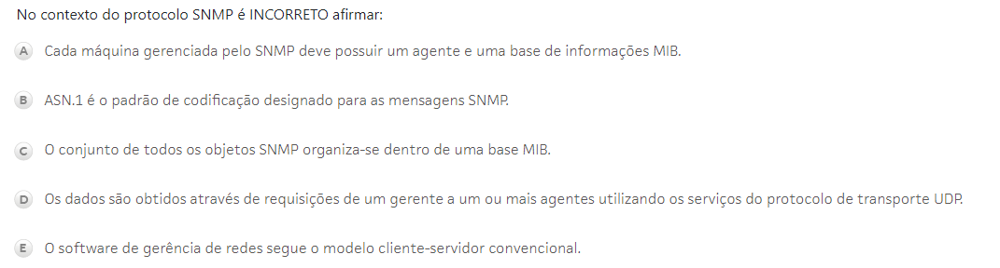 No contexto do protocolo SNMP é INCORRETO afirmar:
A Cada máquina gerenciada pelo SNMP deve possuir um agente e uma base de informações MIB.
B ASN.1 é o padrão de codificação designado para as mensagens SNMP.
C O conjunto de todos os objetos SNMP organiza-se dentro de uma base MIB.
D Os dados são obtidos através de requisições de um gerente a um ou mais agentes utilizando os serviços do protocolo de transporte UDP.
E O software de gerência de redes segue o modelo cliente-servidor convencional.